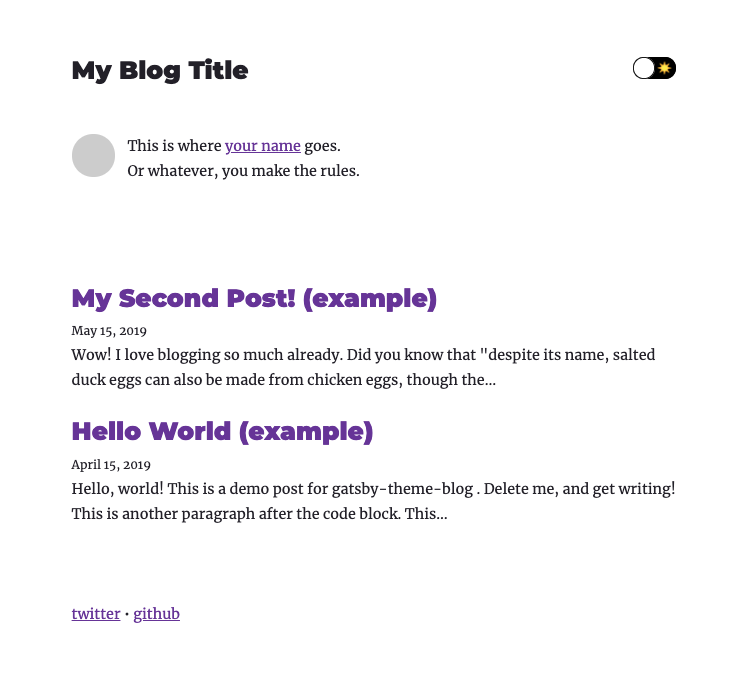 My Blog Title
This is where your name goes.
Or whatever, you make the rules.
My Second Post! (example)
May 15, 2019
Wow! I love blogging so much already. Did you know that "despite its name, salted
duck eggs can also be made from chicken eggs, though the...
Hello World (example)
April 15, 2019
Hello, world! This is a demo post for gatsby-theme-blog . Delete me, and get writing!
This is another paragraph after the code block. This...
twitter • github